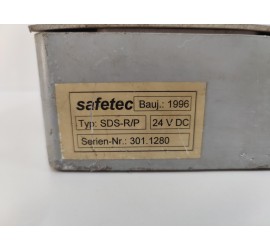 safetec Bauj.: 1996
Typ: SDS-R/P 24 V DC
Serien-Nr.: 301.1280